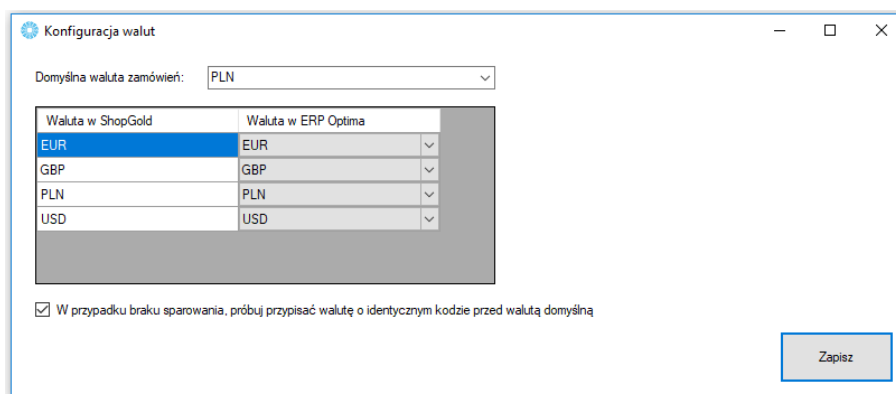 Konfiguracja walut
Domyślna waluta zamówień: PLN
Waluta w ShopGold Waluta w ERP Optima
EUR EUR
GBP GBP
PLN PLN
USD USD
W przypadku braku sparowania, próbuj przypisać walutę o identycznym kodzie przed walutą domyślną
Zapisz